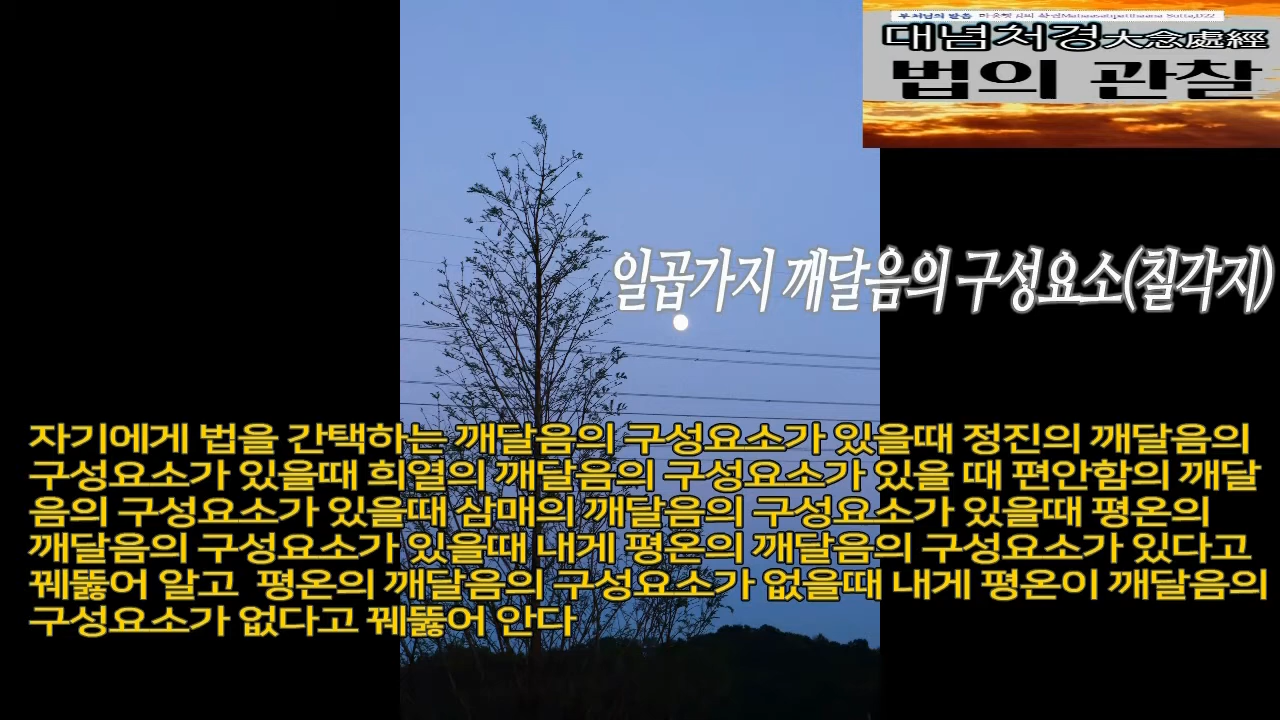 부처님의 말씀
대념처경大念處經
법의 관찰
일곱가지 깨달음의 구성요소(칠각지)
자기에게 법을 간택하는 깨달음의 구성요소가 있을때 정진의 깨달음의
구성요소가 있을때 희열의 깨달음의 구성요소가 있을 때 편안함의 깨달
음의 구성요소가 있을때 삼매의 깨달음의 구성요소가 있을때 평온의
깨달음의 구성요소가 있을때 내게 평온의 깨달음의 구성요소가 있다고
꿰뚫어 알고 평온의 깨달음의 구성요소가 없을때 내게 평온이 깨달음의
구성요소가 없다고 꿰뚫어 안다